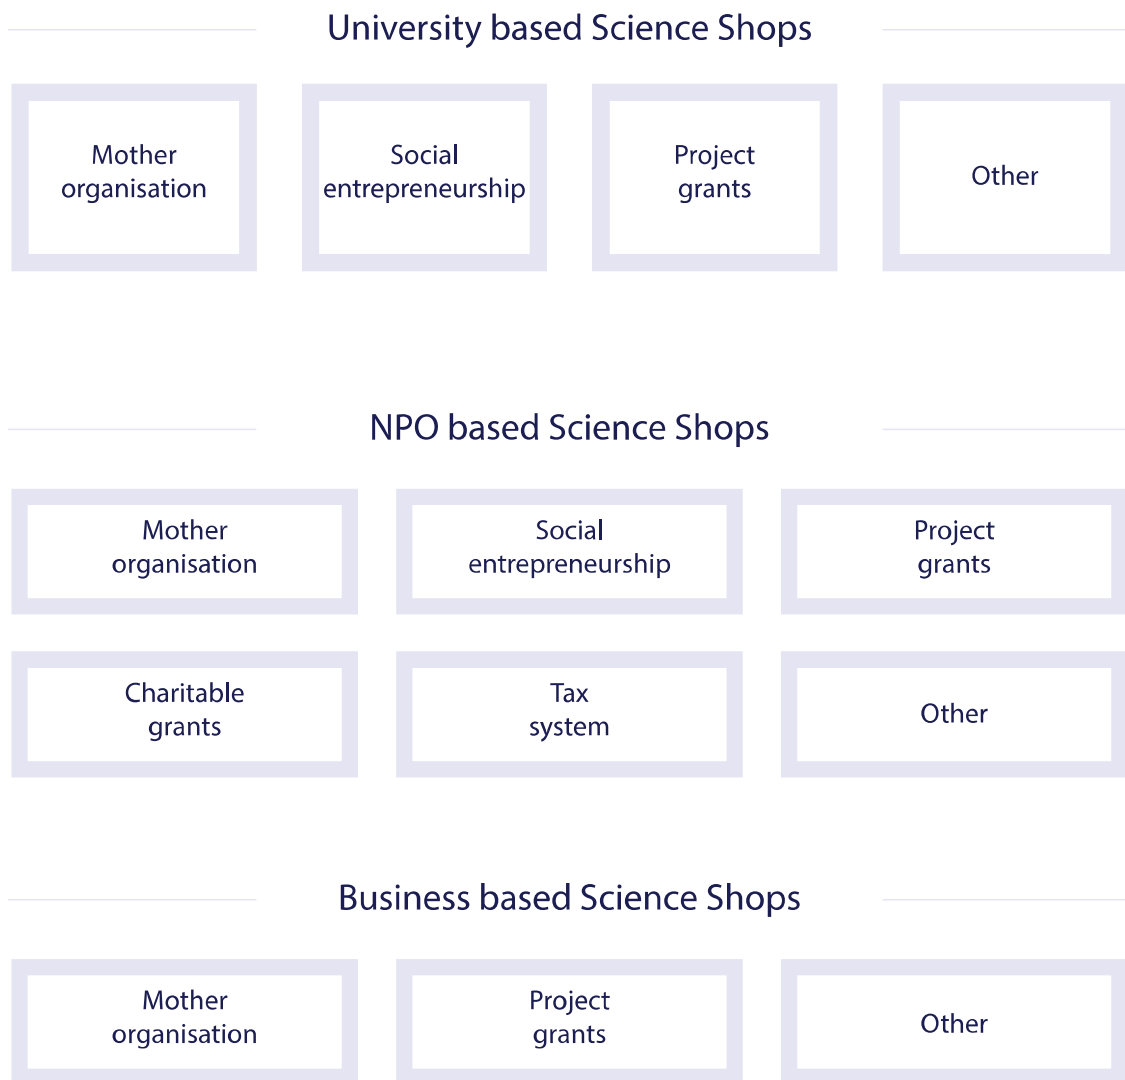 University based Science Shops
Mother
organisation
Social
entrepreneurship
Project
grants
Other
NPO based Science Shops
Mother
organisation
Social
entrepreneurship
Project
grants
Charitable
grants
Tax
system
Other
Business based Science Shops
Mother
organisation
Project
grants
Other